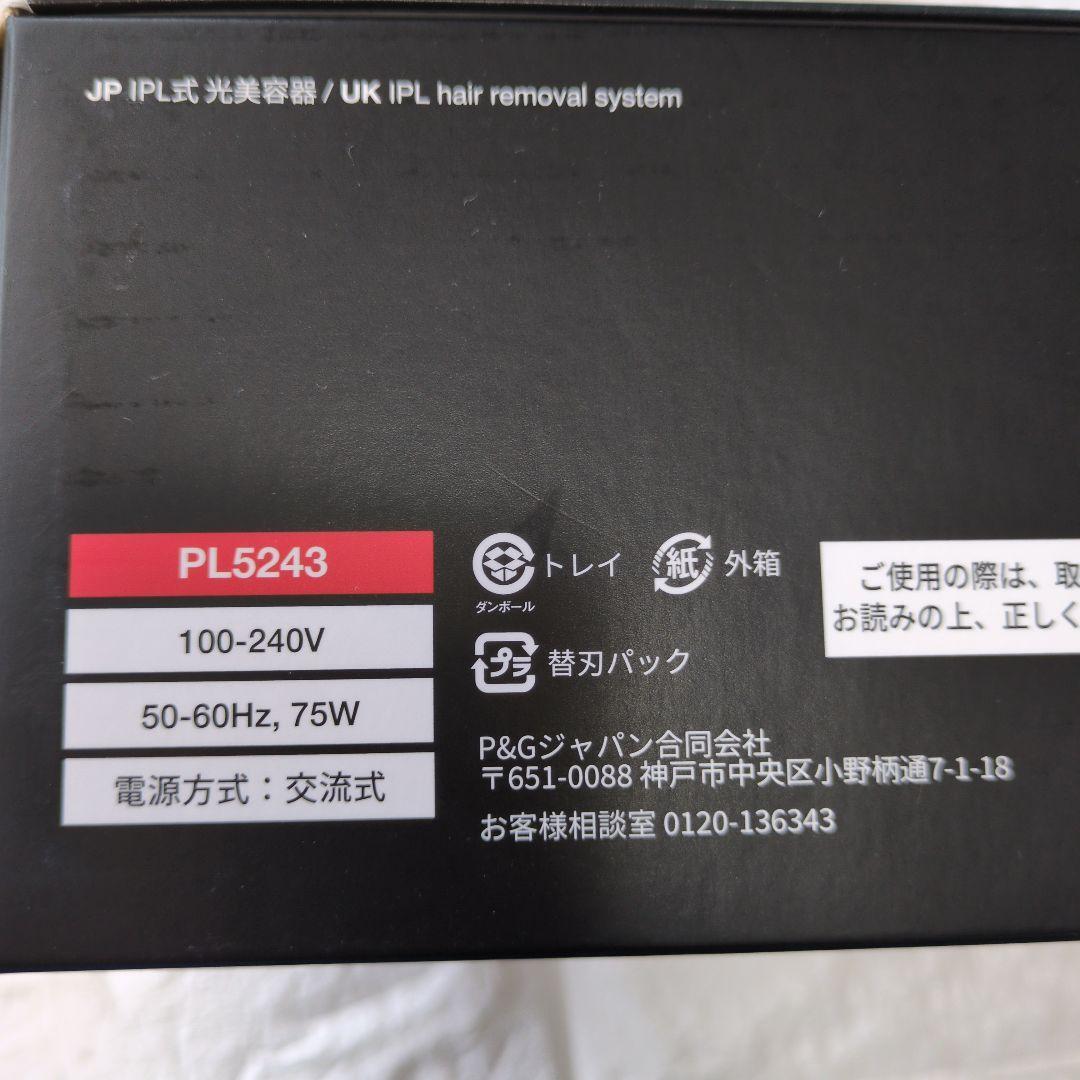 JP IPL式 光美容器 / UK IPL hair removal system
PL5243
100-240V
50-60Hz, 75W
電源方式：交流式
トレイ
ダンボール
紙 外箱
プラ 替刃パック
P&Gジャパン合同会社
〒651-0088 神戸市中央区小野柄通7-1-18
お客様相談室 0120-136343
ご使用の際は、取
お読みの上、正しく